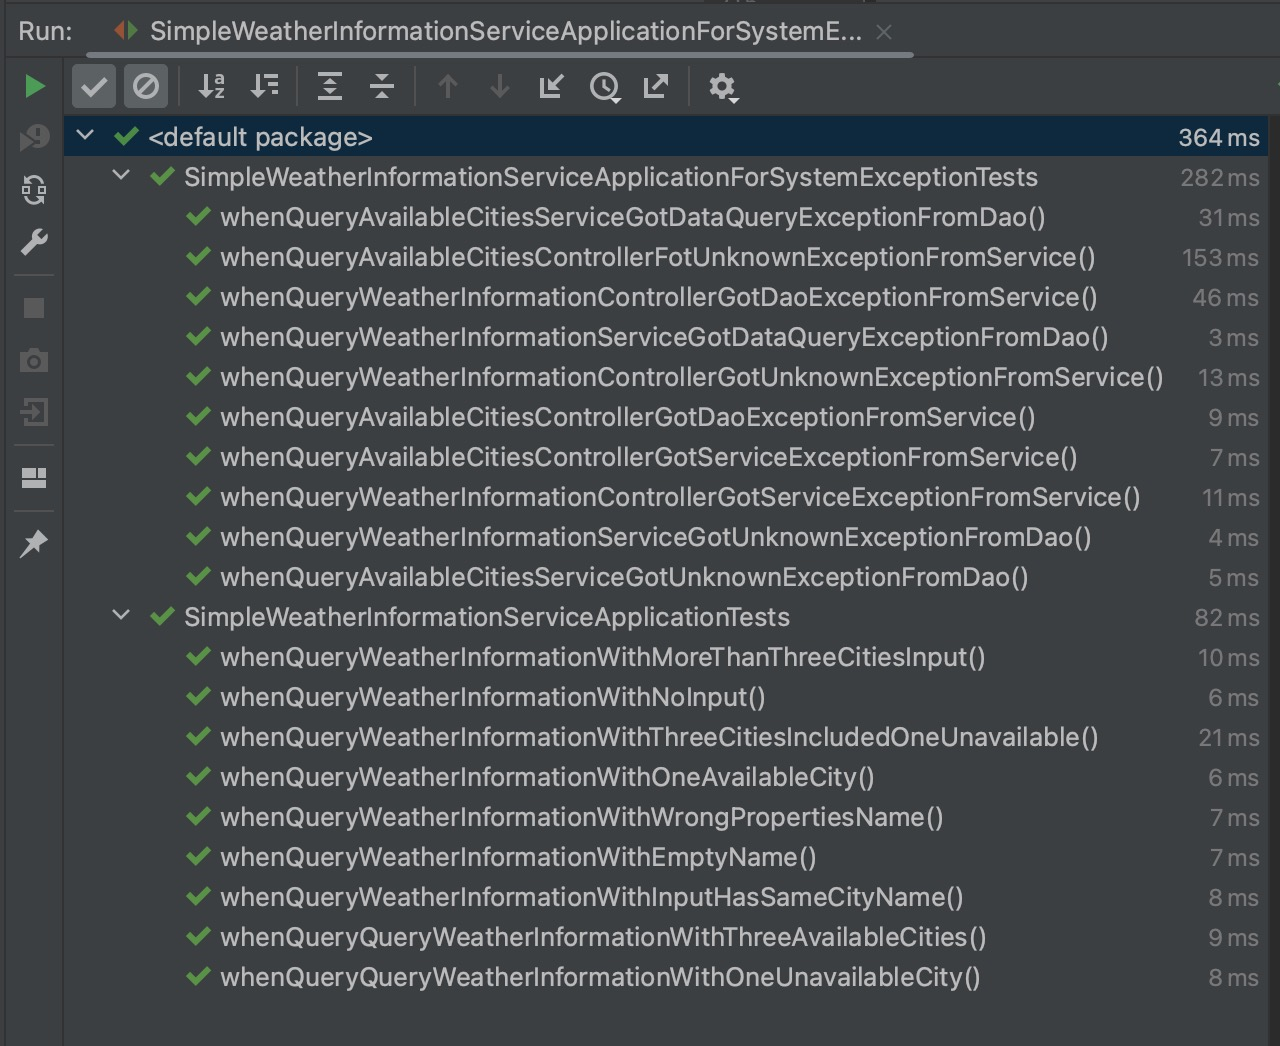 Run: SimpleWeatherInformationServiceApplicationForSystemE...
<default package> 364 ms
SimpleWeatherInformationServiceApplicationForSystemExceptionTests 282 ms
whenQueryAvailableCitiesServiceGotDataQueryExceptionFromDao() 31 ms
whenQueryAvailableCitiesControllerFotUnknownExceptionFromService() 153 ms
whenQueryWeatherInformationControllerGotDaoExceptionFromService() 46 ms
whenQueryWeatherInformationServiceGotDataQueryExceptionFromDao() 3 ms
whenQueryWeatherInformationControllerGotUnknownExceptionFromService() 13 ms
whenQueryAvailableCitiesControllerGotDaoExceptionFromService() 9 ms
whenQueryAvailableCitiesControllerGotServiceExceptionFromService() 7 ms
whenQueryWeatherInformationControllerGotServiceExceptionFromService() 11 ms
whenQueryWeatherInformationServiceGotUnknownExceptionFromDao() 4 ms
whenQueryAvailableCitiesServiceGotUnknownExceptionFromDao() 5 ms
SimpleWeatherInformationServiceApplicationTests 82 ms
whenQueryWeatherInformationWithMoreThanThreeCitiesInput() 10 ms
whenQueryWeatherInformationWithNoInput() 6 ms
whenQueryWeatherInformationWithThreeCitiesIncludedOneUnavailable() 21 ms
whenQueryWeatherInformationWithOneAvailableCity() 6 ms
whenQueryWeatherInformationWithWrongPropertiesName() 7 ms
whenQueryWeatherInformationWithEmptyName() 7 ms
whenQueryWeatherInformationWithInputHasSameCityName() 8 ms
whenQueryQueryWeatherInformationWithThreeAvailableCities() 9 ms
whenQueryQueryWeatherInformationWithOneUnavailableCity() 8 ms